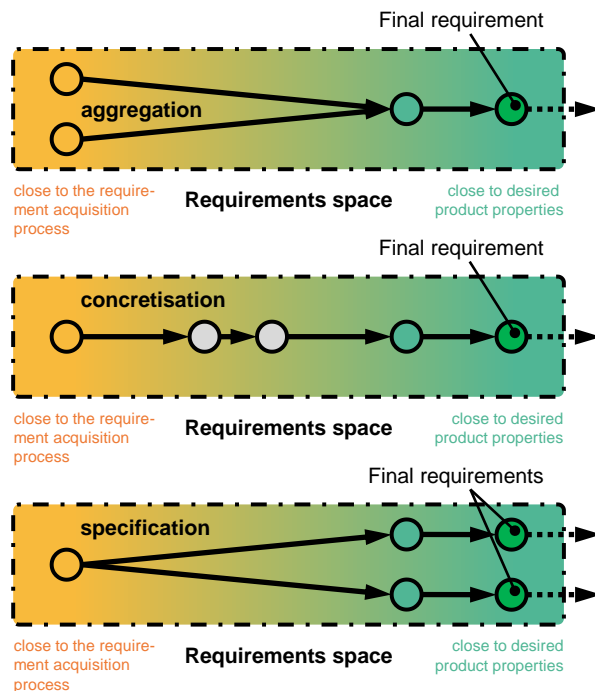 Final requirement
aggregation
close to the require-
ment acquisition
process
Requirements space
close to desired
product properties
Final requirement
concretisation
close to the require-
ment acquisition
process
Requirements space
close to desired
product properties
Final requirements
specification
close to the require-
ment acquisition
process
Requirements space
close to desired
product properties